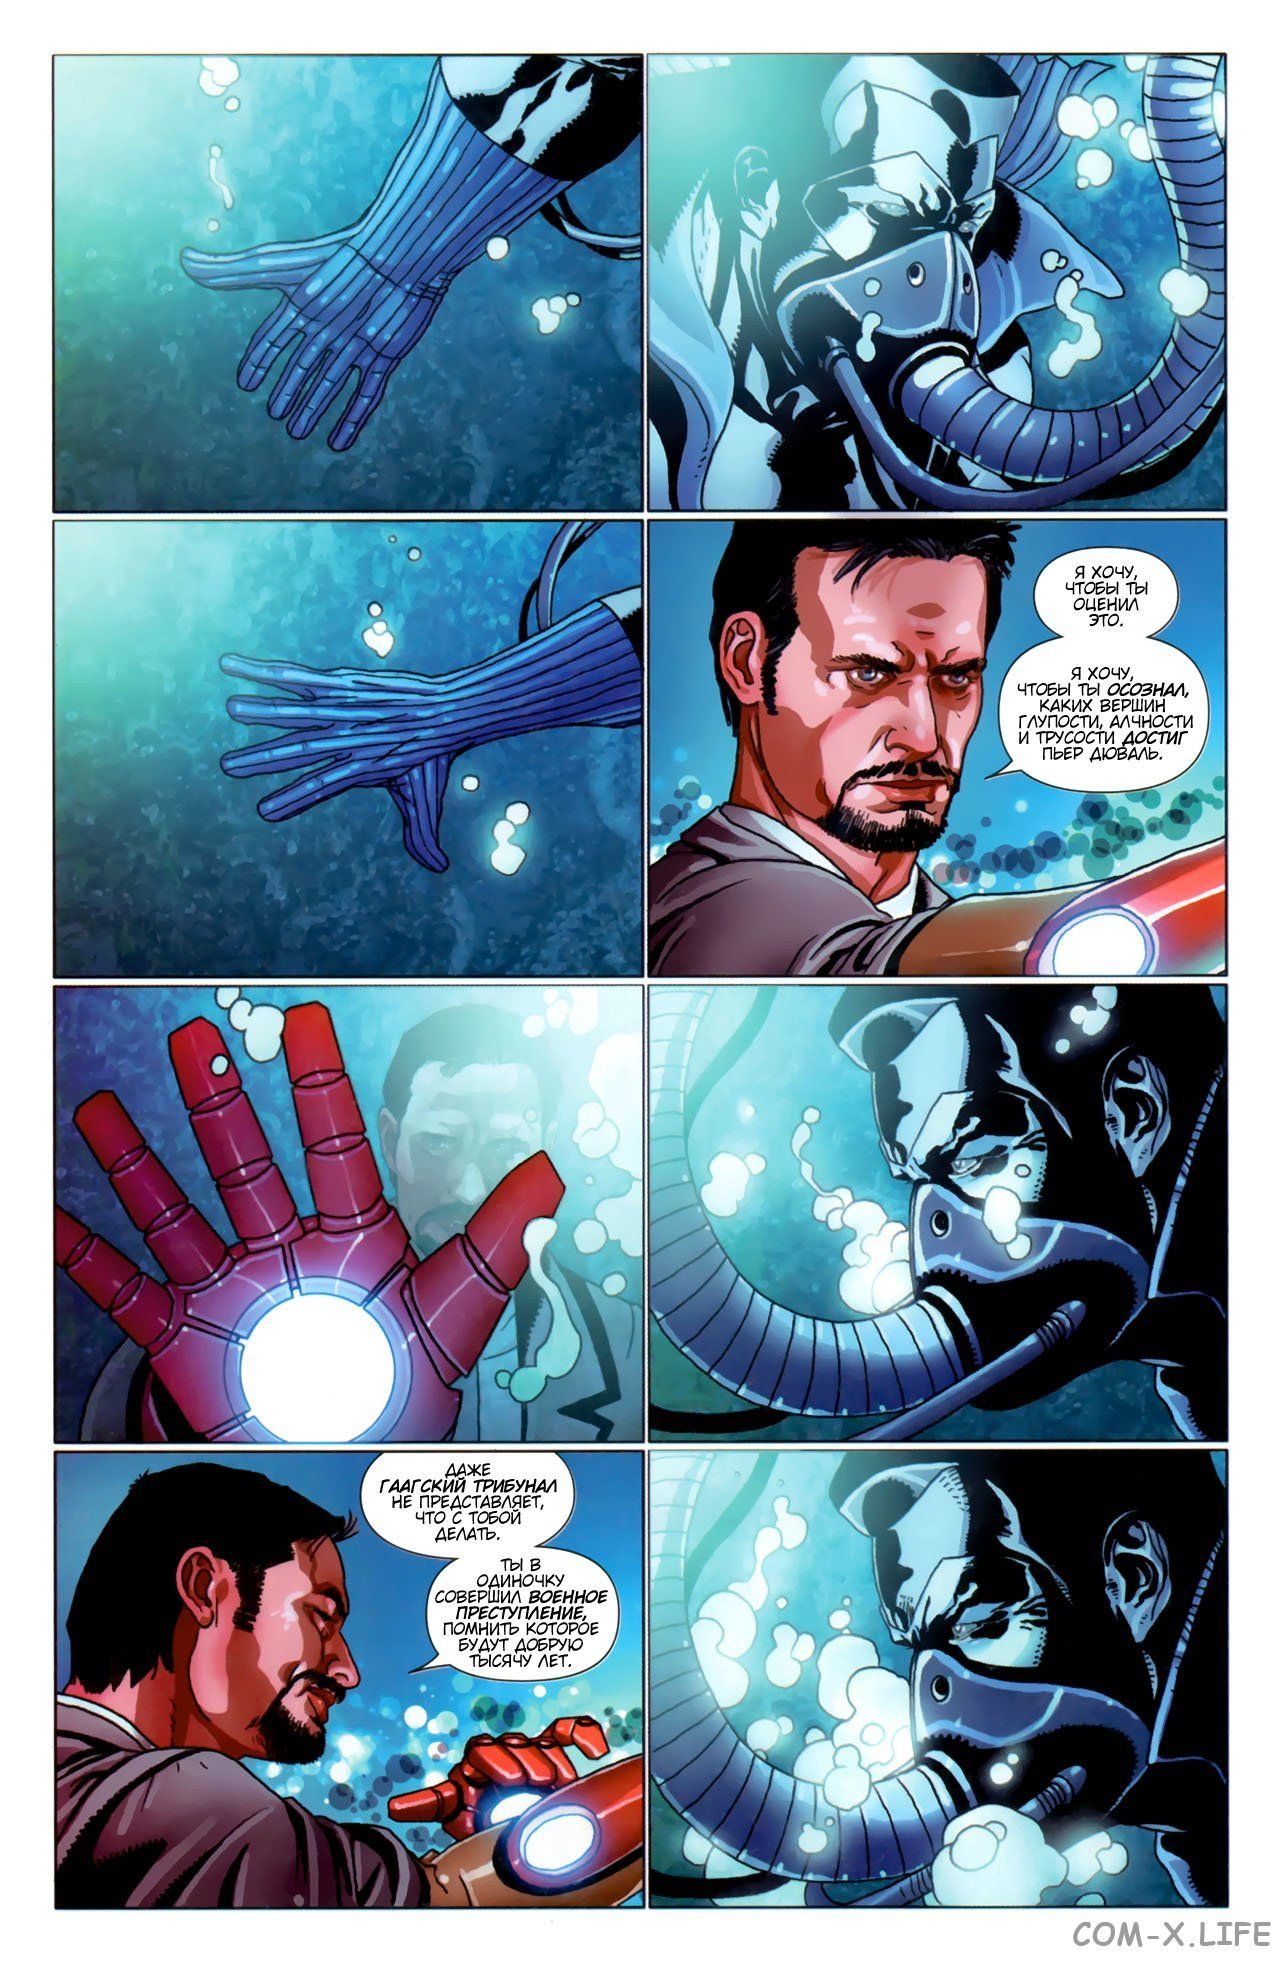 Я ХОЧУ,
ЧТОБЫ ТЫ
ОЦЕНИЛ
ЭТО.
Я ХОЧУ,
ЧТОБЫ ТЫ ОСОЗНАЛ,
КАКИХ ВЕРШИН
ГЛУПОСТИ, АЛЧНОСТИ
И ТРУСОСТИ ДОСТИГ
ПЬЕР ДЮВАЛЬ.
ДАЖЕ
ГААГСКИЙ ТРИБУНАЛ
НЕ ПРЕДСТАВЛЯЕТ,
ЧТО С ТОБОЙ
ДЕЛАТЬ.
ТЫ В
ОДИНОЧКУ
СОВЕРШИЛ ВОЕННОЕ
ПРЕСТУПЛЕНИЕ,
ПОМНИТЬ КОТОРОЕ
БУДУТ ДОБРУЮ
ТЫСЯЧУ ЛЕТ.
COM-X.LIFE